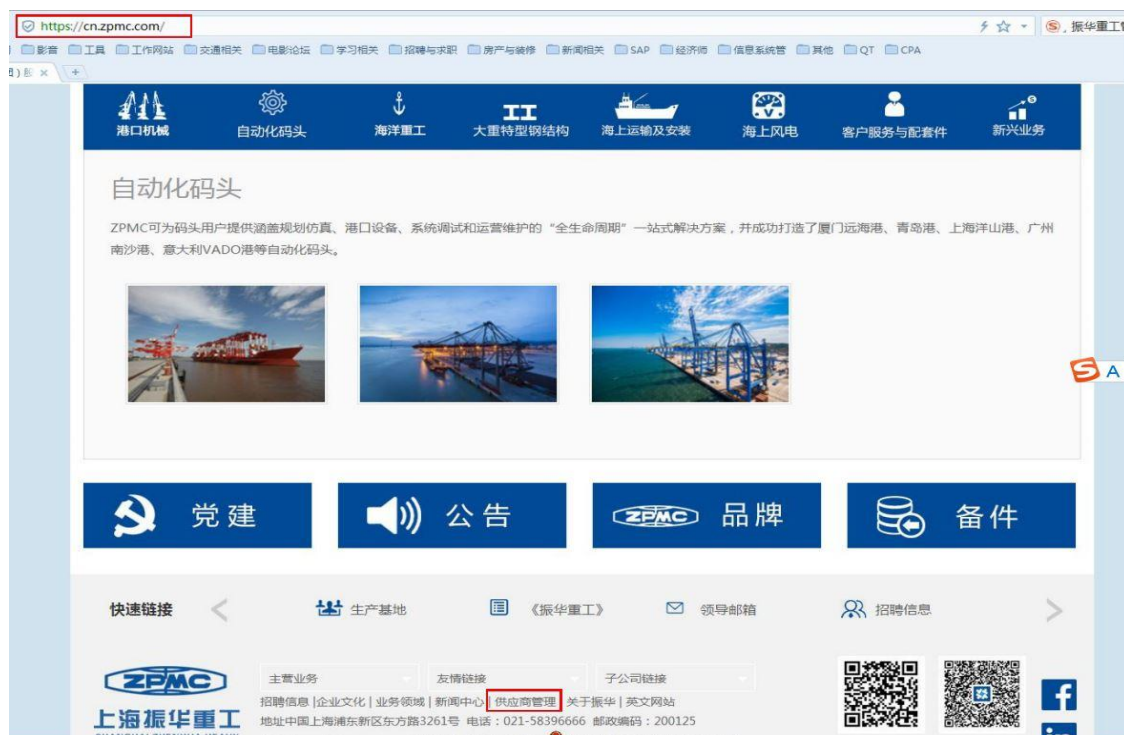 https://cn.zpmc.com/
振华重工
影音 工具 工作网站 交通相关 电影论坛 学习相关 招聘与求职 房产与装修 新闻相关 SAP 经济师 信息系统管 其他 QT CPA
港口机械 自动化码头 海洋重工 大重特型钢结构 海上运输及安装 海上风电 客户服务与配套件 新兴业务
自动化码头
ZPMC可为码头用户提供涵盖规划仿真、港口设备、系统调试和运营维护的“全生命周期”一站式解决方案,并成功打造了厦门远海港、青岛港、上海洋山港、广州
南沙港、意大利VADO港等自动化码头。
A
党建 公告 ZPMC 品牌 备件
快速链接 生产基地 《振华重工》 领导邮箱 招聘信息
ZPMC
主营业务 友情链接 子公司链接
招聘信息|企业文化|业务领域|新闻中心|供应商管理|关于振华|英文网站
上海振华重工
地址中国上海浦东新区东方路3261号 电话:021-58396666 邮政编码:200125